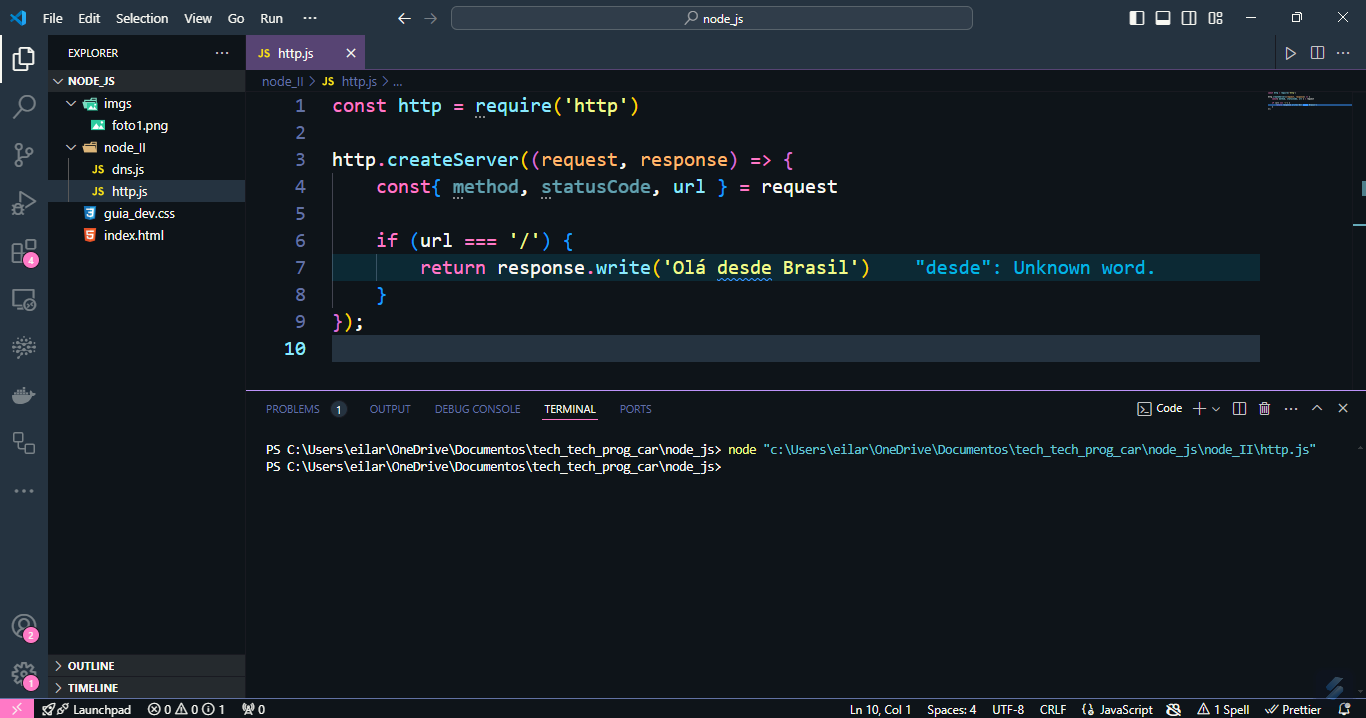 File Edit Selection View Go Run ··· node_js
EXPLORER ···
NODE_JS
imgs
foto1.png
node_II
JS dns.js
JS http.js
guia_dev.css
index.html
OUTLINE
TIMELINE
JS http.js
node_II > JS http.js > ...
1 const http = require('http')
2
3 http.createServer((request, response) => {
4 const{ method, statusCode, url } = request
5
6 if (url === '/') {
7 return response.write('Olá desde Brasil') "desde": Unknown word.
8 }
9 });
10
PROBLEMS 1 OUTPUT DEBUG CONSOLE TERMINAL PORTS Code
PS C:\Users\eilar\OneDrive\Documentos\tech_tech_prog_car\node_js> node "c:\Users\eilar\OneDrive\Documentos\tech_tech_prog_car\node_js\node_II\http.js"
PS C:\Users\eilar\OneDrive\Documentos\tech_tech_prog_car\node_js>
4
2
1
Launchpad 0 0 1 0 Ln 10, Col 1 Spaces: 4 UTF-8 CRLF {} JavaScript 1 Spell Prettier